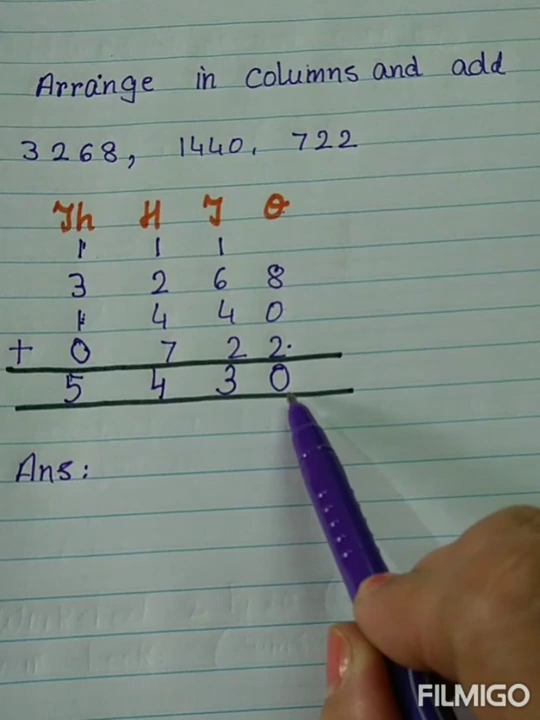 Arrange in columns and add
3268, 1440, 722
Th H T O
1 1 1
3 2 6 8
1 4 4 0
+ 0 7 2 2.
5 4 3 0
Ans:
FILMIGO